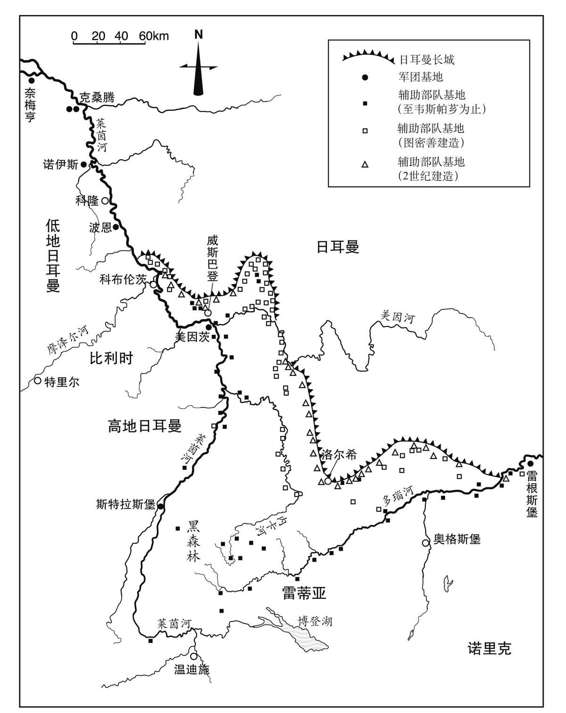 0 20 40 60km
N
日耳曼长城
军团基地
辅助部队基地
(至韦斯帕芗为止)
辅助部队基地
(图密善建造)
辅助部队基地
(2世纪建造)
奈梅亨
克桑腾
莱茵河
诺伊斯
科隆
低地日耳曼
波恩
威斯巴登
日耳曼
科布伦茨
美因河
摩泽尔河
美因茨
比利时
特里尔
高地日耳曼
莱茵河
洛尔希
雷根斯堡
多瑙河
斯特拉斯堡
黑森林
内卡河
奥格斯堡
雷蒂亚
莱茵河
博登湖
诺里克
温迪施